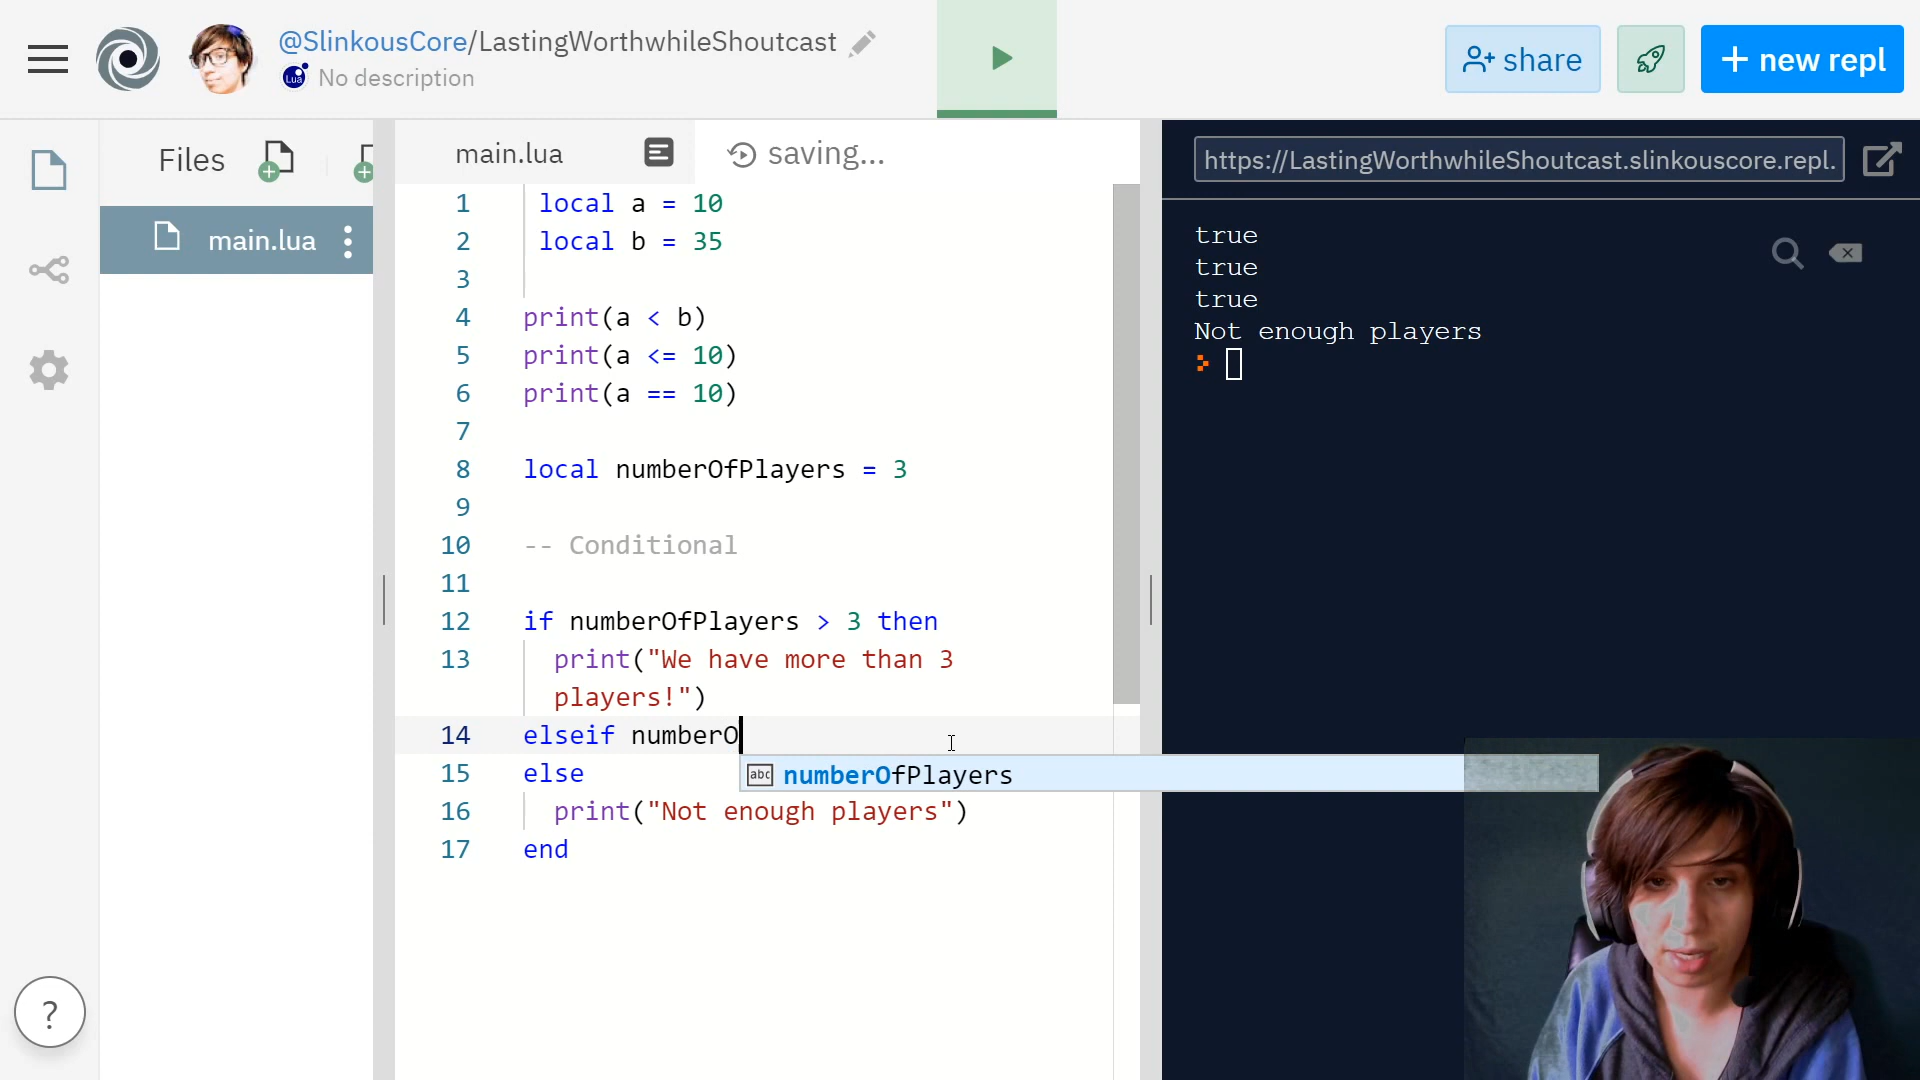 @SlinkousCore/LastingWorthwhileShoutcast
Lua
No description
share
+ new repl
Files
main.lua
saving...
https://LastingWorthwhileShoutcast.slinkouscore.repl.
main.lua
1 local a = 10
2 local b = 35
3
4 print(a < b)
5 print(a <= 10)
6 print(a == 10)
7
8 local numberOfPlayers = 3
9
10 -- Conditional
11
12 if numberOfPlayers > 3 then
13 print("We have more than 3
players!")
14 elseif numberO
abc numberOfPlayers
15 else
16 print("Not enough players")
17 end
true
true
true
Not enough players
?